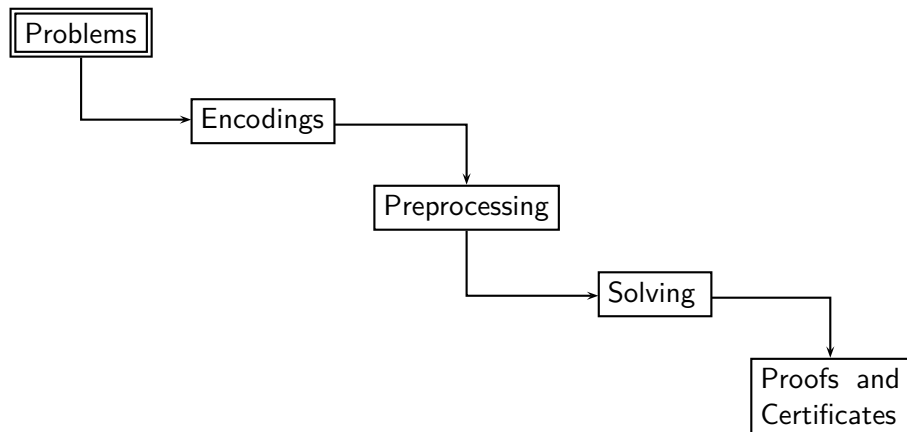 Problems
Encodings
Preprocessing
Solving
Proofs and
Certificates